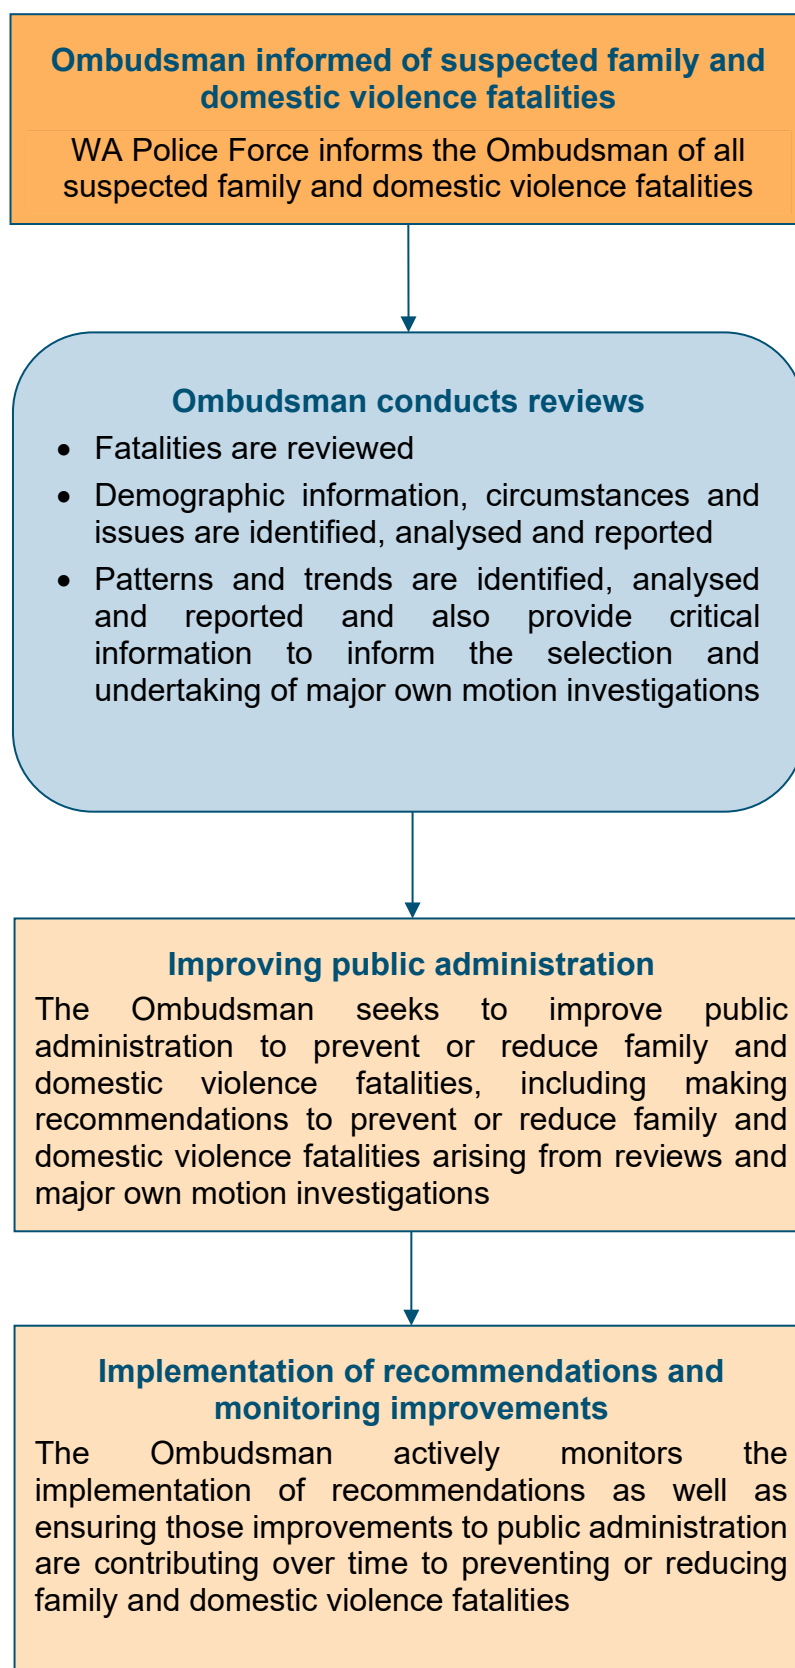 Ombudsman informed of suspected family and
domestic violence fatalities
WA Police Force informs the Ombudsman of all
suspected family and domestic violence fatalities
Ombudsman conducts reviews
• Fatalities are reviewed
• Demographic information, circumstances and
issues are identified, analysed and reported
• Patterns and trends are identified, analysed
and reported and also provide critical
information to inform the selection and
undertaking of major own motion investigations
Improving public administration
The Ombudsman seeks to improve public
administration to prevent or reduce family and
domestic violence fatalities, including making
recommendations to prevent or reduce family and
domestic violence fatalities arising from reviews and
major own motion investigations
Implementation of recommendations and
monitoring improvements
The Ombudsman actively monitors the
implementation of recommendations as well as
ensuring those improvements to public administration
are contributing over time to preventing or reducing
family and domestic violence fatalities